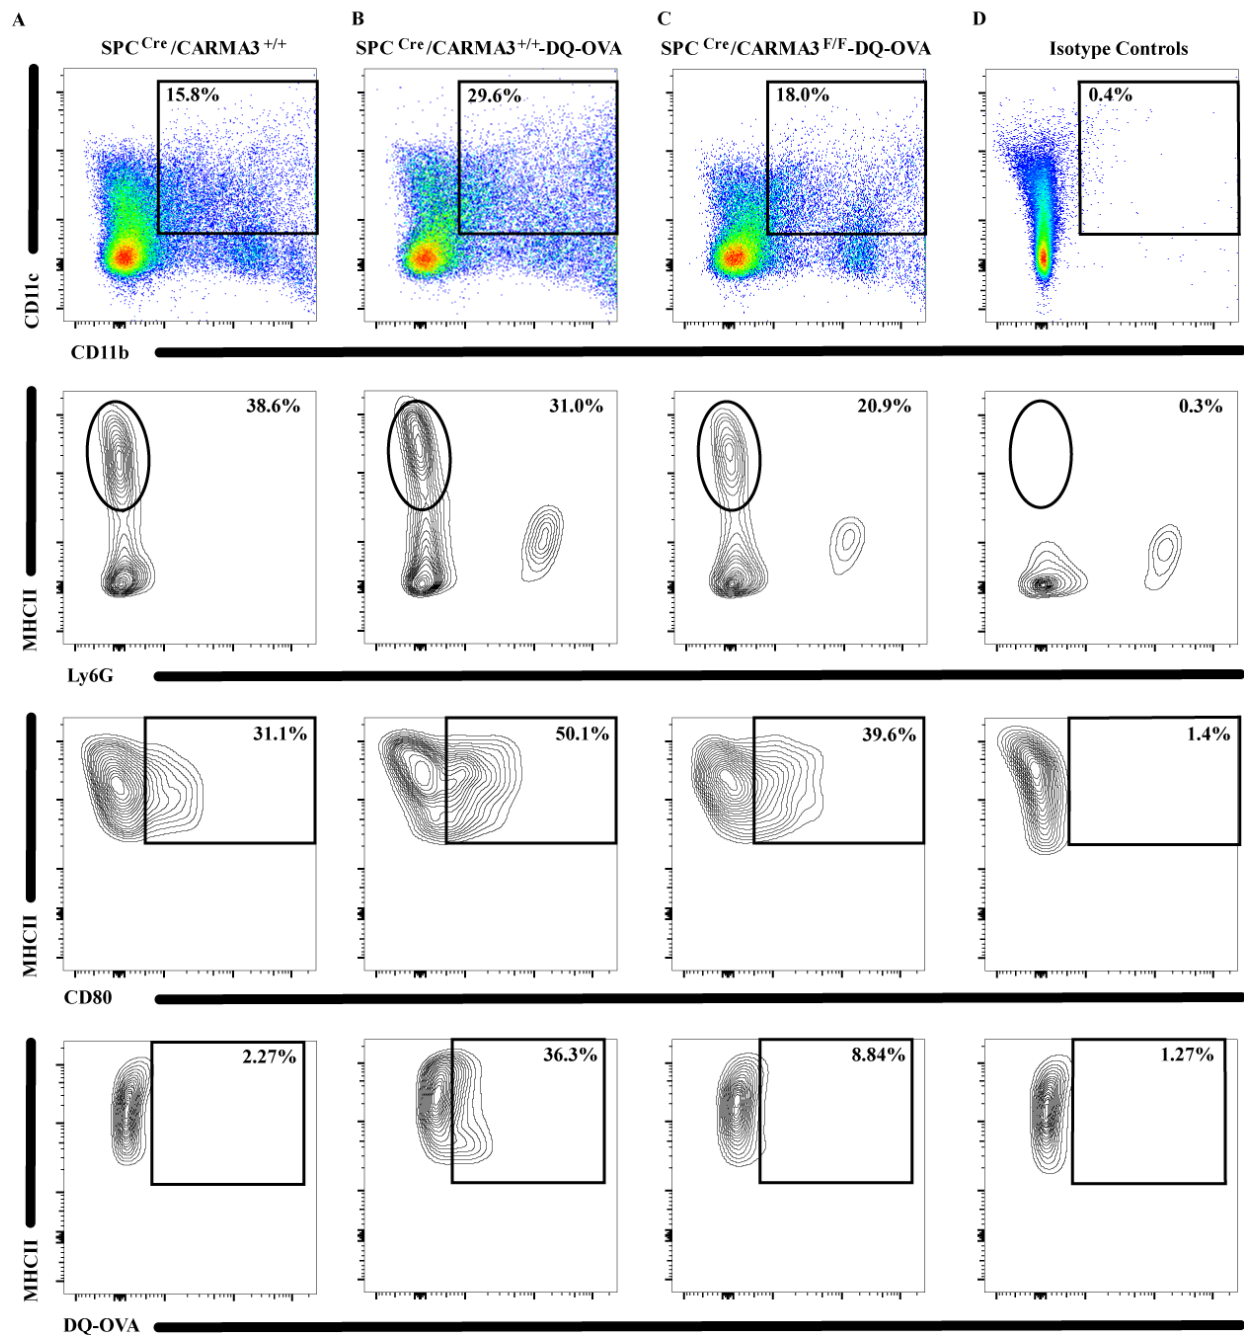 A
B
C
D
SPC Cre/CARMA3 +/+
SPC Cre/CARMA3+/+-DQ-OVA
SPC Cre/CARMA3 F/F-DQ-OVA
Isotype Controls
CD11c
15.8%
29.6%
18.0%
0.4%
CD11b
MHCII
38.6%
31.0%
20.9%
0.3%
Ly6G
MHCII
31.1%
50.1%
39.6%
1.4%
CD80
MHCII
2.27%
36.3%
8.84%
1.27%
DQ-OVA